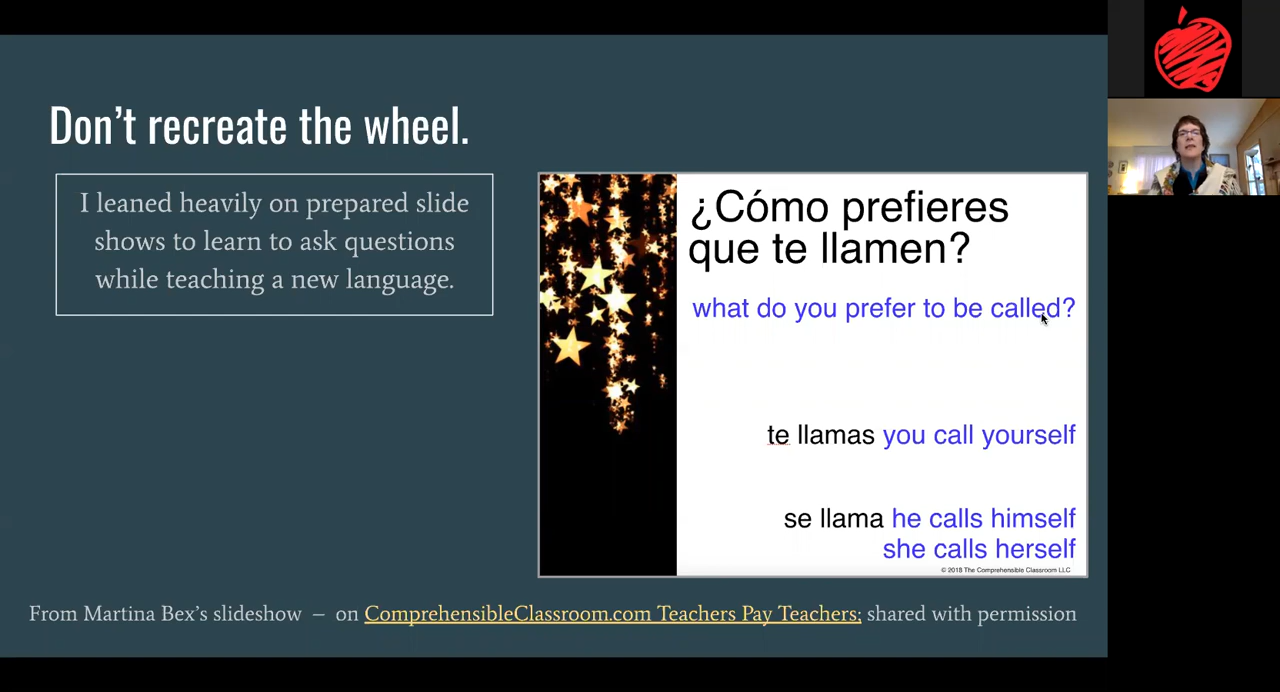 Don't recreate the wheel.
I leaned heavily on prepared slide
shows to learn to ask questions
while teaching a new language.
¿Cómo prefieres
que te llamen?
what do you prefer to be called?
te llamas you call yourself
se llama he calls himself
she calls herself
© 2018 The Comprehensible Classroom LLC
From Martina Bex's slideshow – on ComprehensibleClassroom.com Teachers Pay Teachers; shared with permission